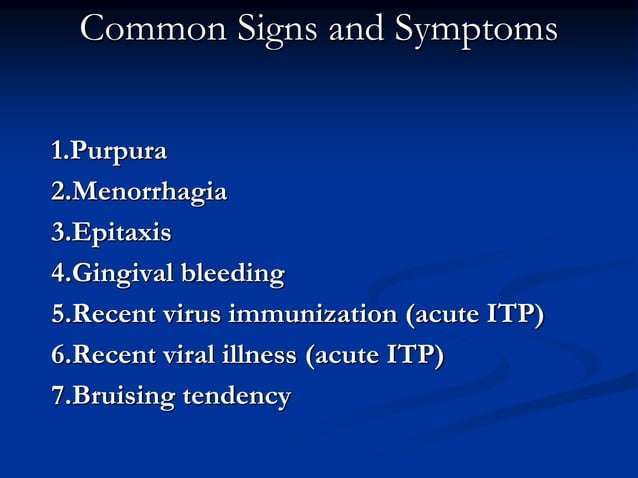 Common Signs and Symptoms
1.Purpura
2.Menorrhagia
3.Epitaxis
4.Gingival bleeding
5.Recent virus immunization (acute ITP)
6.Recent viral illness (acute ITP)
7.Bruising tendency